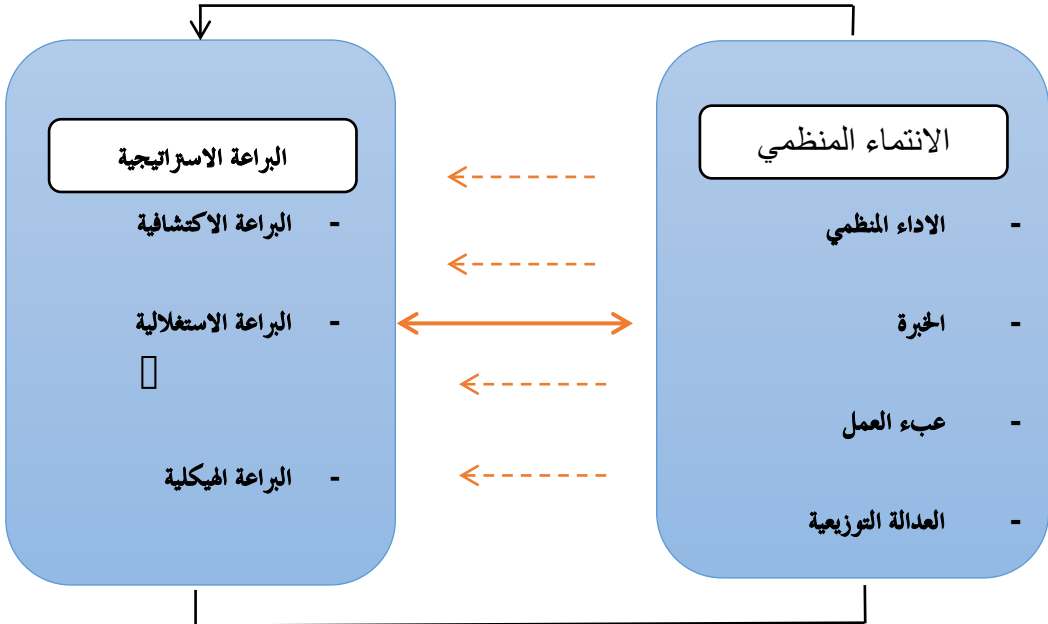 الانتماء المنظمي
- الاداء المنظمي
- الخبرة
- عبء العمل
- العدالة التوزيعية
البراعة الاستراتيجية
- البراعة الاكتشافية
- البراعة الاستغلالية
- البراعة الهيكلية